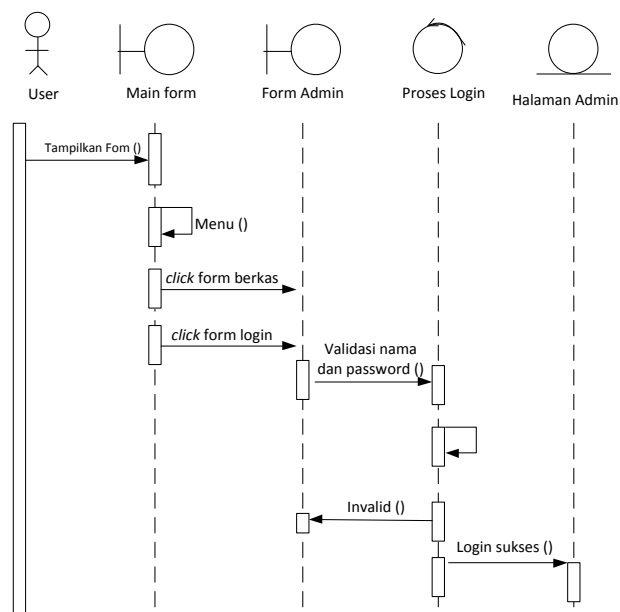 User
Main form
Form Admin
Proses Login
Halaman Admin
Tampilkan Fom ()
Menu ()
click form berkas
click form login
Validasi nama
dan password ()
Invalid ()
Login sukses ()